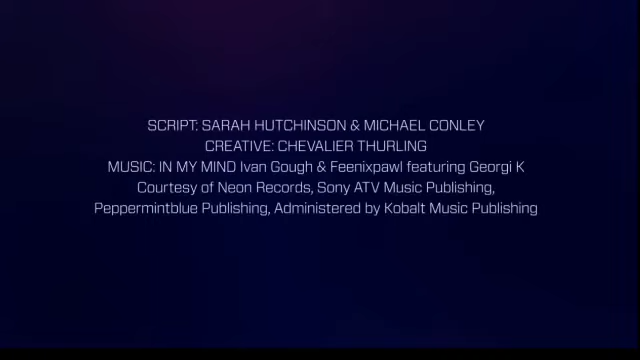 SCRIPT: SARAH HUTCHINSON & MICHAEL CONLEY
CREATIVE: CHEVALIER THURLING
MUSIC: IN MY MIND Ivan Gough & Feenixpawl featuring Georgi K
Courtesy of Neon Records, Sony ATV Music Publishing,
Peppermintblue Publishing, Administered by Kobalt Music Publishing